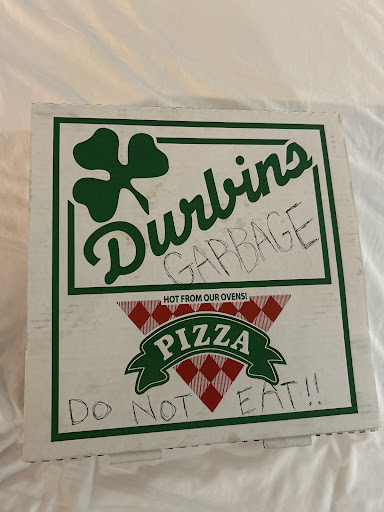 Durbins
GARBAGE
HOT FROM OUR OVENS!
PIZZA
DO NOT EAT!!